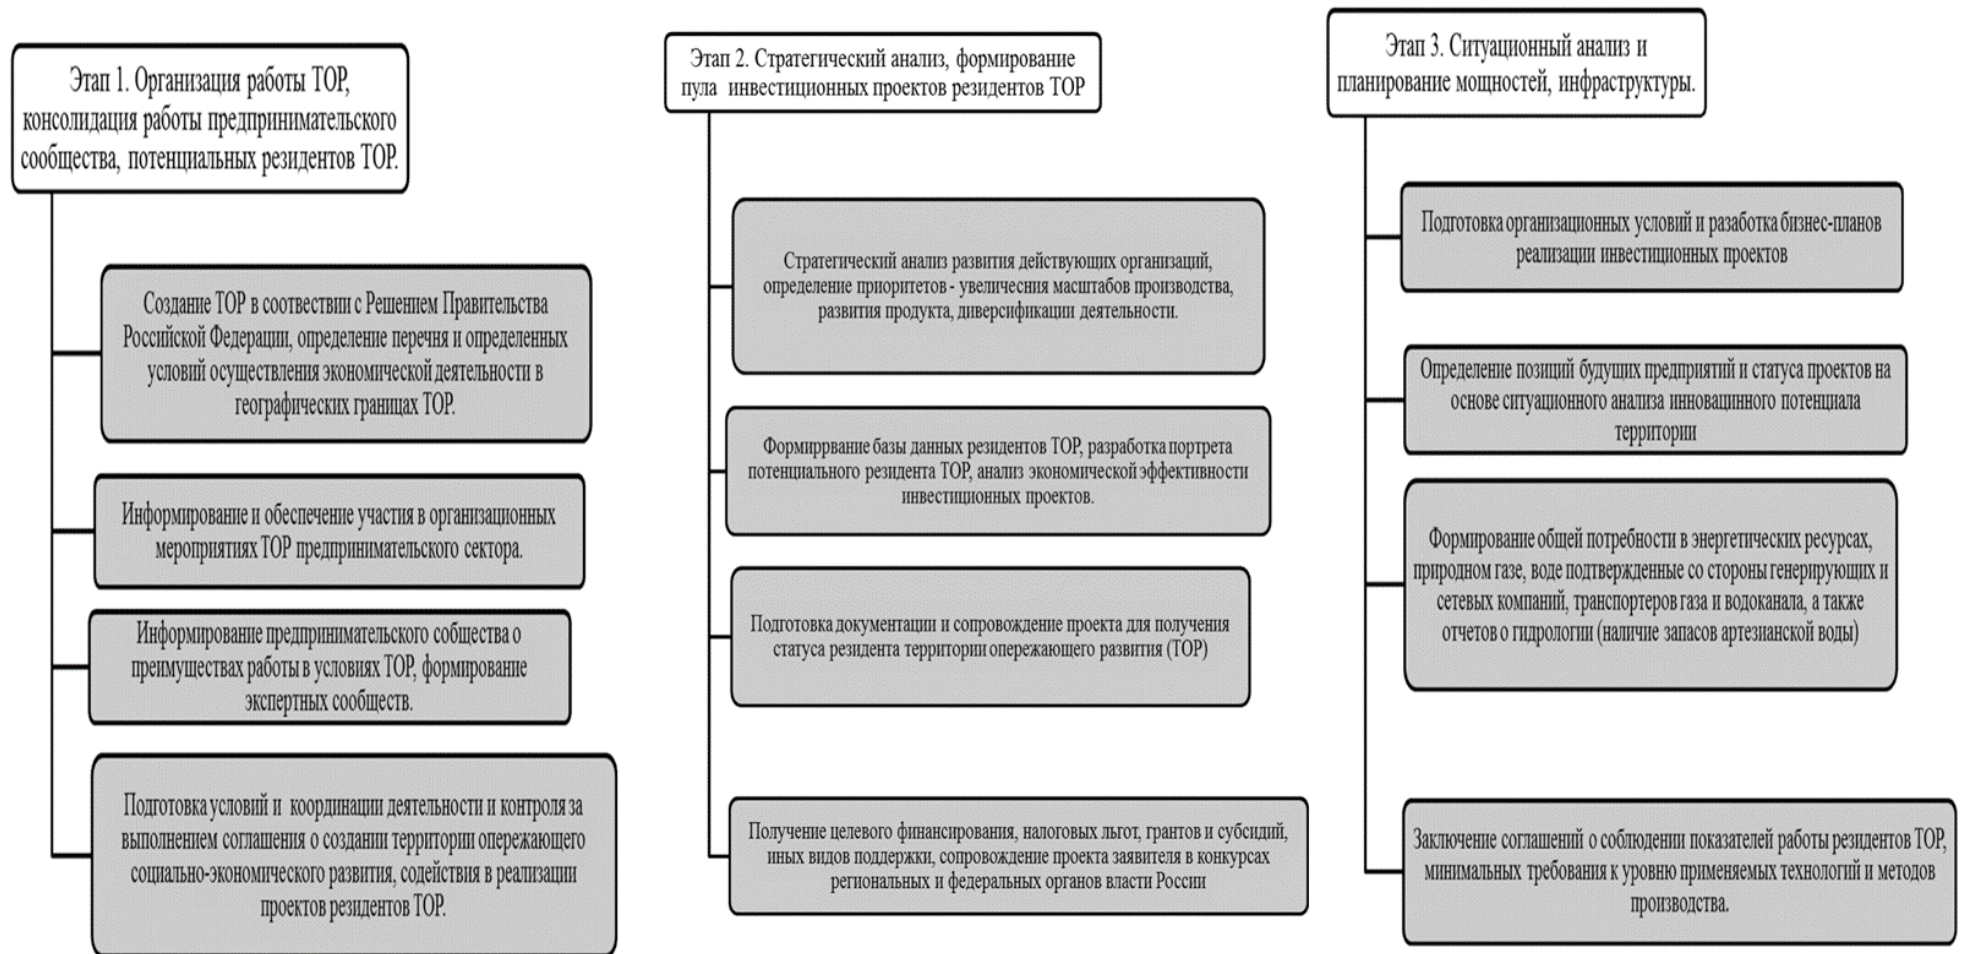 Этап 1. Организация работы ТОР,
консолидация работы предпринимательского
сообщества, потенциальных резидентов ТОР.
Создание ТОР в соотвествии с Решением Правительства
Российской Федерации, определение перечня и определенных
условий осуществления экономической деятельности в
географических границах ТОР.
Информирование и обеспечение участия в организационных
мероприятиях ТОР предпринимательского сектора.
Информирование предпринимательского собщества о
преимуществах работы в условиях ТОР, формирование
экспертных сообществ.
Подготовка условий и координации деятельности и контроля за
выполнением соглашения о создании территории опережающего
социально-экономического развития, содействия в реализации
проектов резидентов ТОР.
Этап 2. Стратегический анализ, формирование
пула инвестиционных проектов резидентов ТОР
Стратегический анализ развития действующих организаций,
определение приоритетов - увеличесния масштабов производства,
развития продукта, диверсификации деятельности.
Формиррвание базы данных резидентов ТОР, разработка портрета
потенциального резидента ТОР, анализ экономической эффективности
инвестиционных проектов.
Подготовка документации и сопровождение проекта для получения
статуса резидента территории опережающего развития (ТОР)
Получение целевого финансирования, налоговых льгот, грантов и субсидий,
иных видов поддержки, сопровождение проекта заявителя в конкурсах
региональных и федеральных органов власти России
Этап 3. Ситуационный анализ и
планирование мощностей, инфраструктуры.
Подготовка организационных условий и разаботка бизнес-планов
реализации инвестиционных проектов
Определение позиций будущих предприятий и статуса проектов на
основе ситуационного анализа инновацинного потенциала
территории
Формирование общей потребности в энергетических ресурсах,
природном газе, воде подтвержденные со стороны генерирующих и
сетевых компаний, транспортеров газа и водоканала, а также
отчетов о гидрологии (наличие запасов артезианской воды)
Заключение соглашений о соблюдении показателей работы резидентов ТОР,
минимальных требования к уровню применяемых технологий и методов
производства.